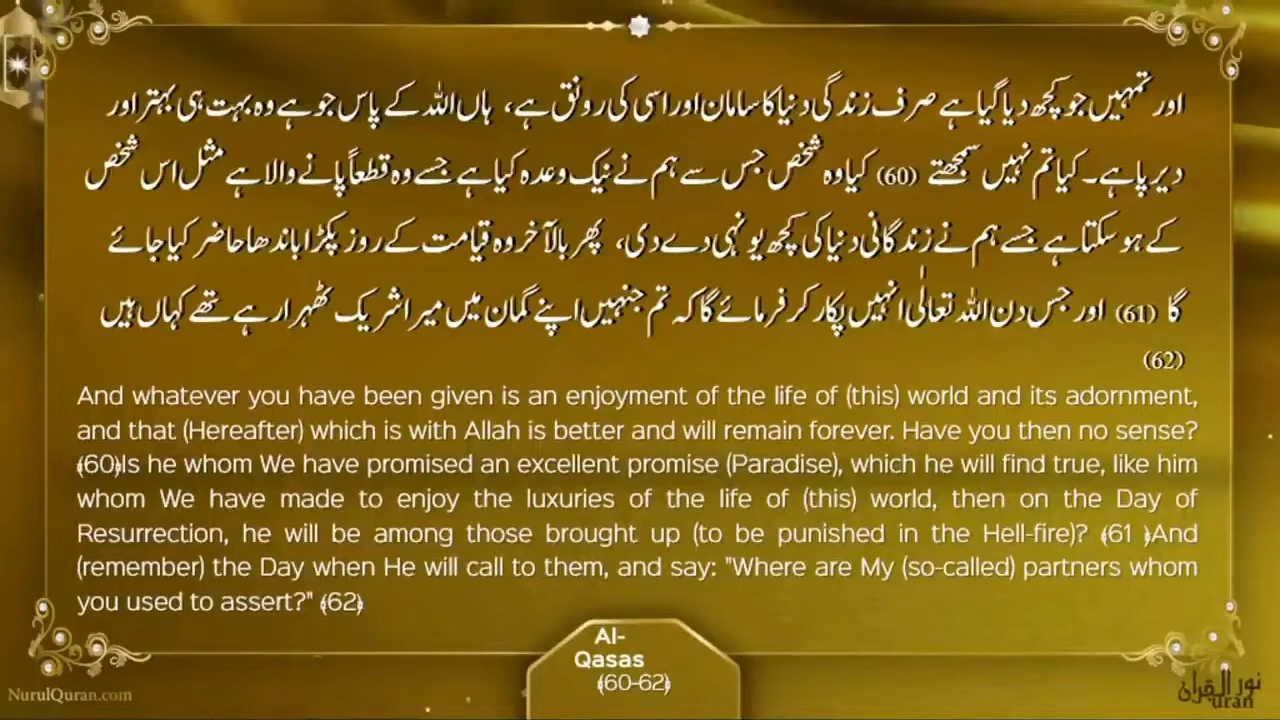 اور تمہیں جو کچھ دیا گیا ہے صرف زندگی دنیا کا سامان اور اسی کی رونق ہے، ہاں اللہ کے پاس جو ہے وہ بہت ہی بہتر اور
دیرپا ہے۔ کیا تم نہیں سمجھتے (60) کیا وہ شخص جس سے ہم نے نیک وعدہ کیا ہے جسے وه قطعاً پانے والا ہے مثل اس شخص
کے ہو سکتا ہے جسے ہم نے زندگانیٔ دنیا کی کچھ یونہی دے دی، پھر بالآخر وہ قیامت کے روز پکڑا باندھا حاضر کیا جائے
گا (61) اور جس دن اللہ تعالٰی انہیں پکار کر فرمائے گا کہ تم جنہیں اپنے گمان میں میرا شریک ٹھہرا رہے تھے کہاں ہیں
(62)
And whatever you have been given is an enjoyment of the life of (this) world and its adornment,
and that (Hereafter) which is with Allah is better and will remain forever. Have you then no sense?
﴾60﴿Is he whom We have promised an excellent promise (Paradise), which he will find true, like him
whom We have made to enjoy the luxuries of the life of (this) world, then on the Day of
Resurrection, he will be among those brought up (to be punished in the Hell-fire)? ﴾61 ﴿And
(remember) the Day when He will call to them, and say: "Where are My (so-called) partners whom
you used to assert?" ﴾62﴿
Al-
Qasas
﴾60-62﴿
NurulQuran.com
نور القرآن
uran